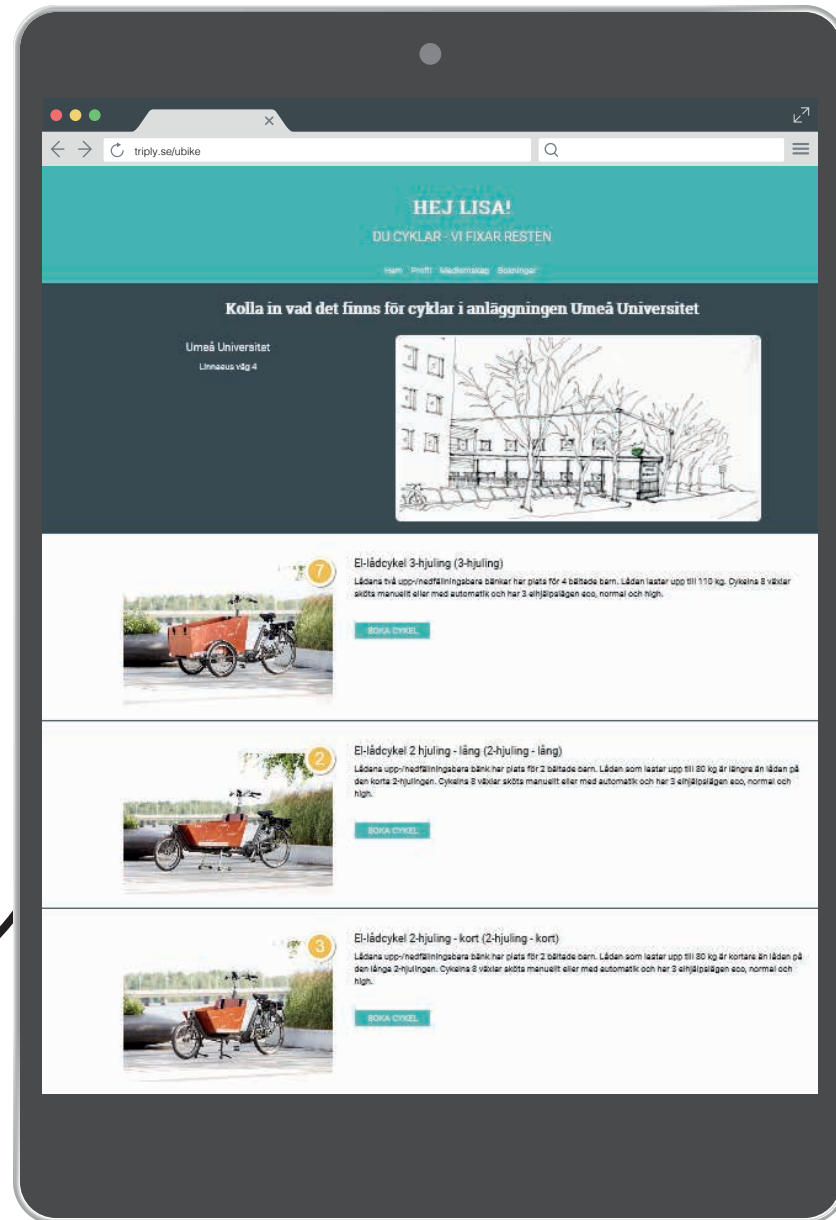 triply.se/ubike
HEJ LISA!
DU CYKLAR - VI FIXAR RESTEN
Hem Profil Medlemskap Bokningar
Kolla in vad det finns för cyklar i anläggningen Umeå Universitet
Umeå Universitet
Linnaeus väg 4
7
El-lådcykel 3-hjuling (3-hjuling)
Lådans två upp-/nedfällningsbara bänkar har plats för 4 bältade barn. Lådan lastar upp till 110 kg. Cykelns 8 växlar
sköts manuellt eller med automatik och har 3 elhjälpslägen eco, normal och high.
BOKA CYKEL
2
El-lådcykel 2 hjuling - lång (2-hjuling - lång)
Lådans upp-/nedfällningsbara bänk har plats för 2 bältade barn. Lådan som lastar upp till 80 kg är längre än lådan på
den korta 2-hjulingen. Cykelns 8 växlar sköts manuellt eller med automatik och har 3 elhjälpslägen eco, normal och
high.
BOKA CYKEL
3
El-lådcykel 2-hjuling - kort (2-hjuling - kort)
Lådans upp-/nedfällningsbara bänk har plats för 2 bältade barn. Lådan som lastar upp till 80 kg är kortare än lådan på
den långa 2-hjulingen. Cykelns 8 växlar sköts manuellt eller med automatik och har 3 elhjälpslägen eco, normal och
high.
BOKA CYKEL